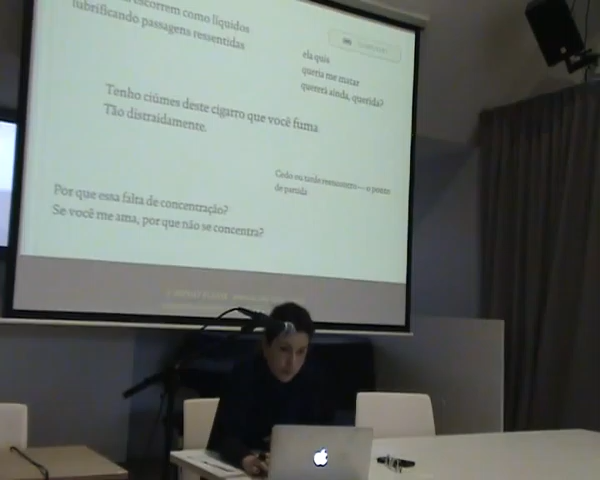 escorrem como líquidos
lubrificando passagens ressentidas
ela quis
queria me matar
quererá ainda, querida?
Tenho ciúmes deste cigarro que você fuma
Tão distraidamente.
Cedo ou tarde reencontro— o ponto
de partida
Por que essa falta de concentração?
Se você me ama, por que não se concentra?